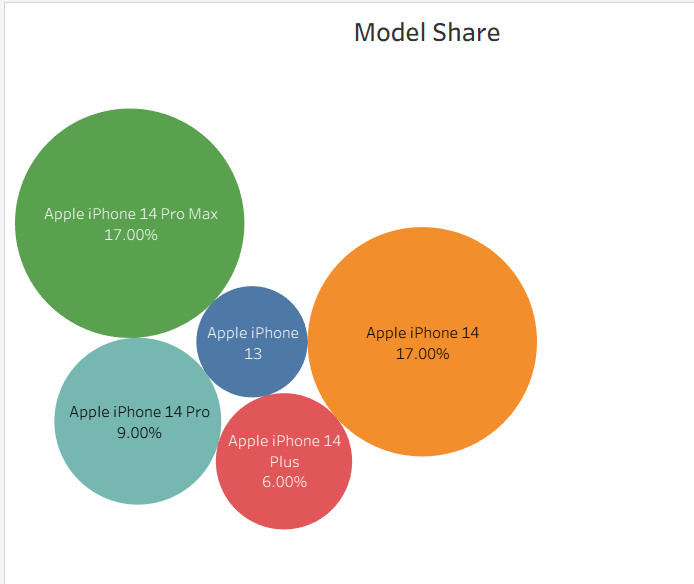 Model Share
Apple iPhone 14 Pro Max
17.00%
Apple iPhone
13
Apple iPhone 14
17.00%
Apple iPhone 14 Pro
9.00%
Apple iPhone 14
Plus
6.00%